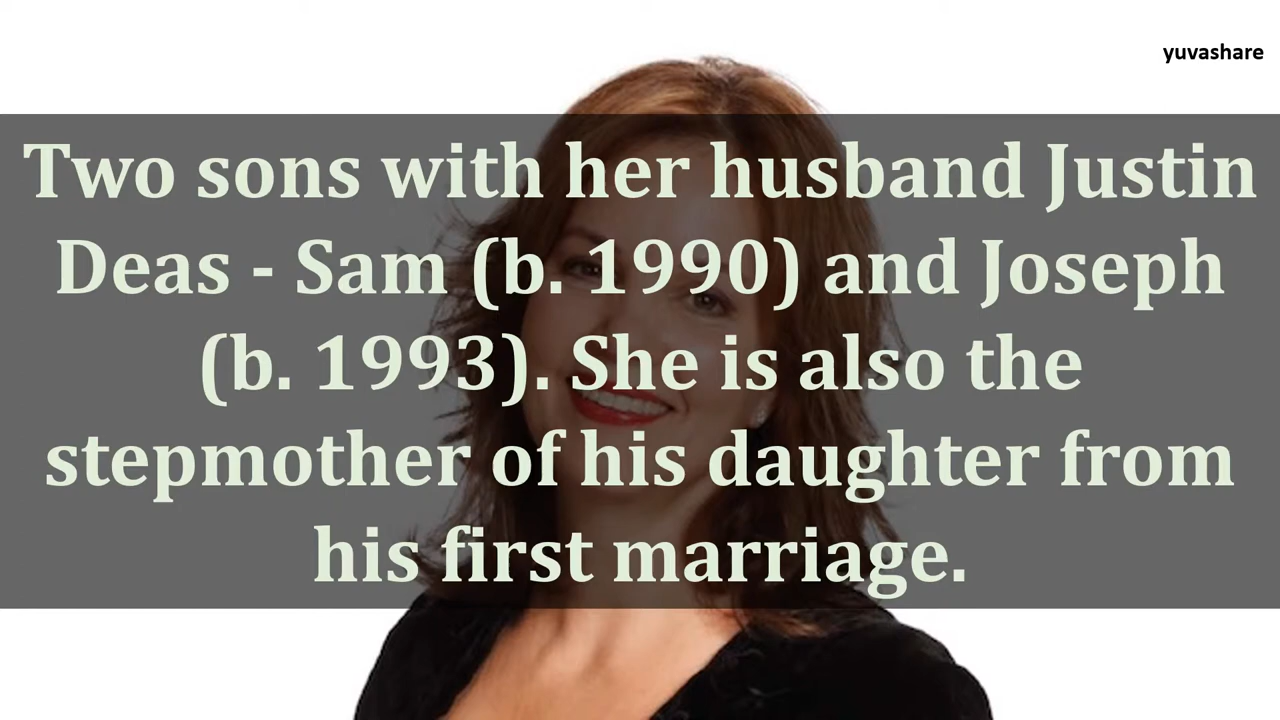 yuvashare
Two sons with her husband Justin
Deas - Sam (b. 1990) and Joseph
(b. 1993). She is also the
stepmother of his daughter from
his first marriage.